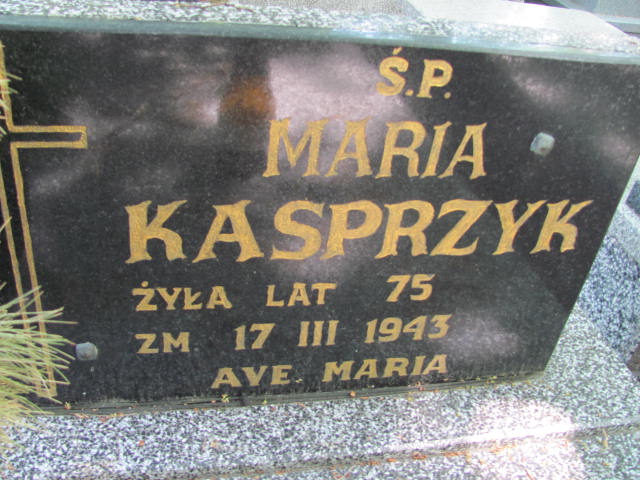 Ś.P.
MARIA
KASPRZYK
ŻYŁA LAT 75
ZM 17 III 1943
AVE MARIA